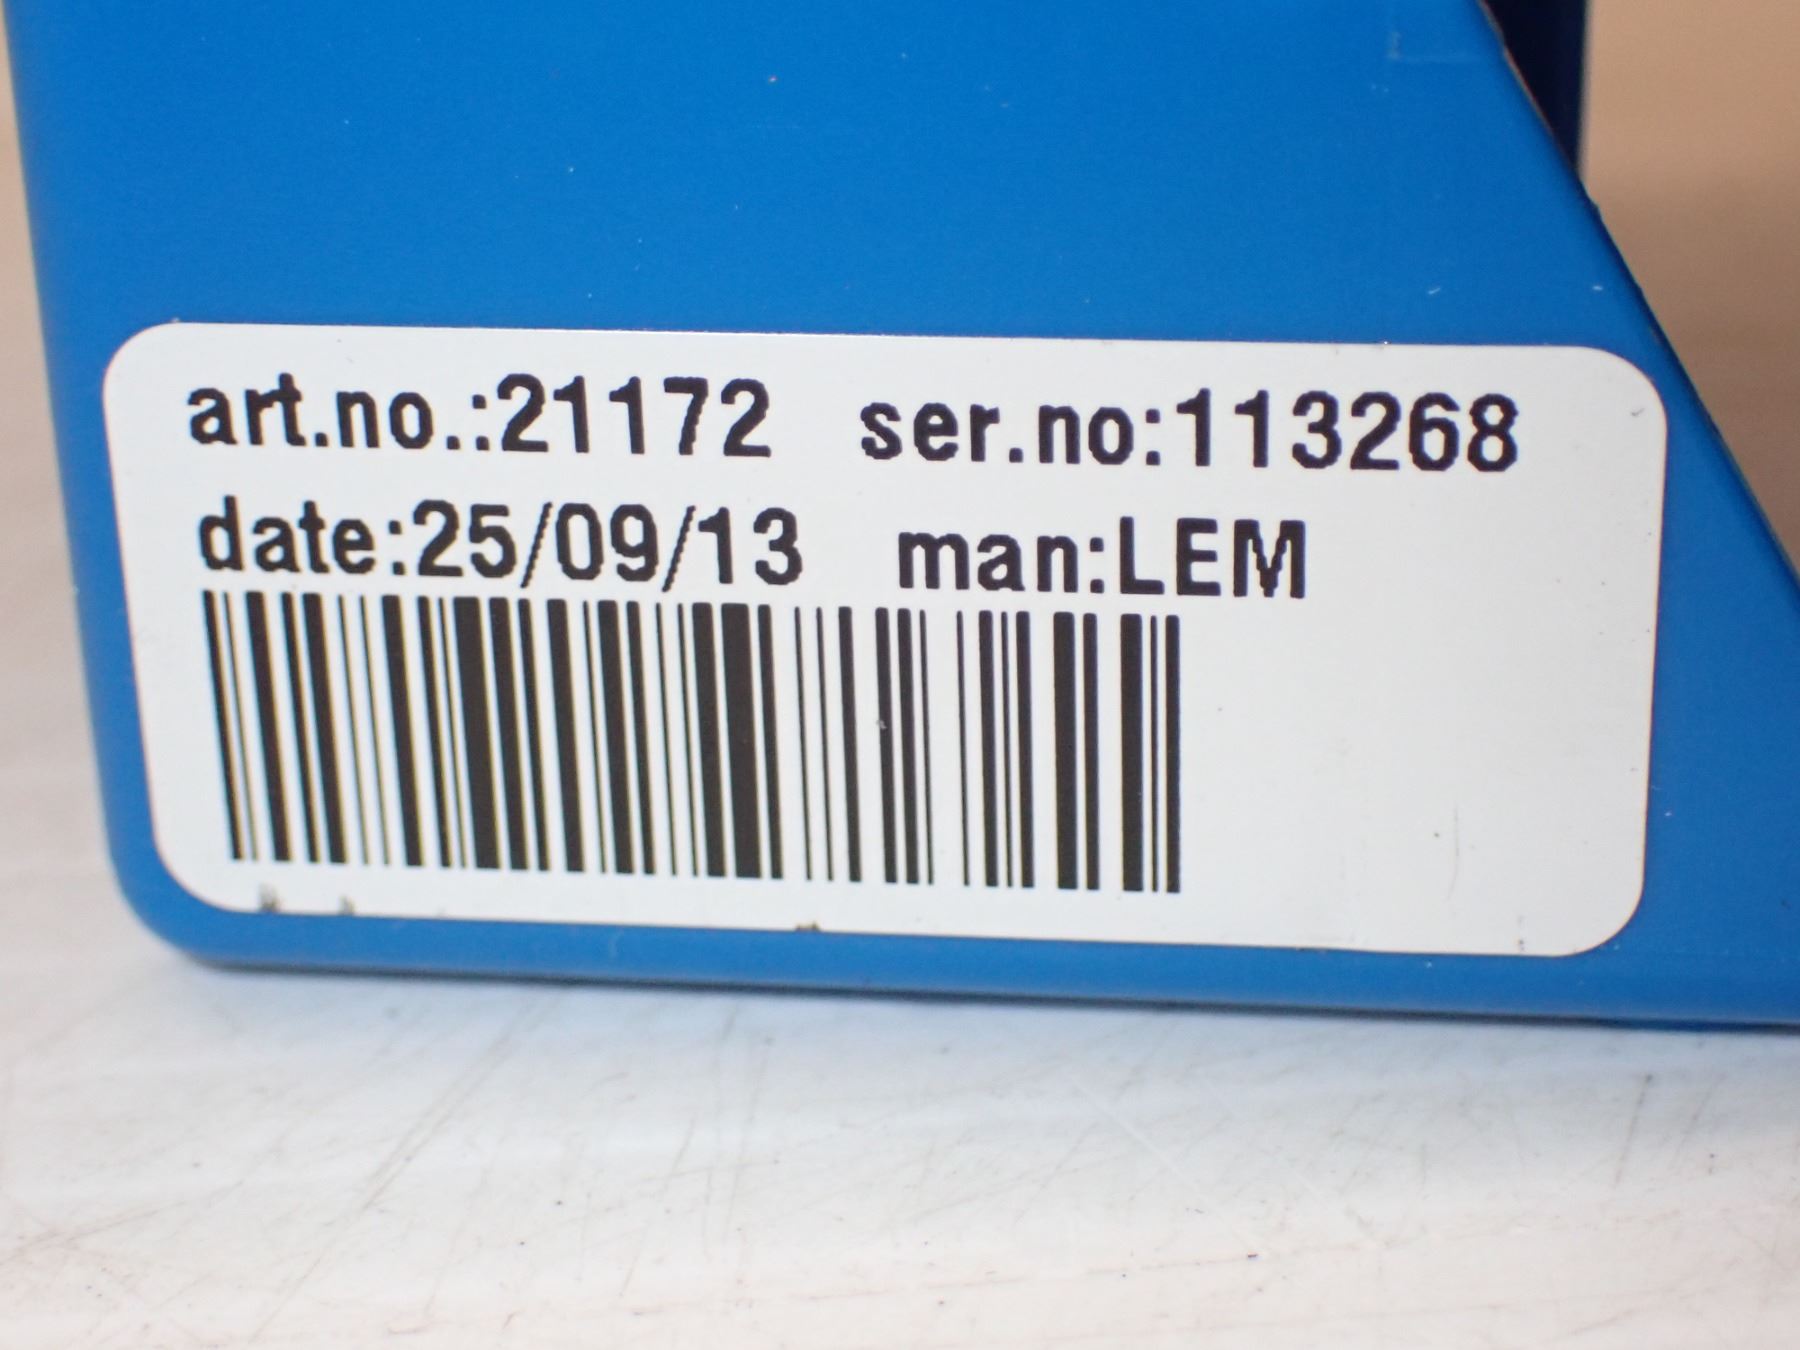 art.no.:21172 ser.no:113268
date:25/09/13 man:LEM